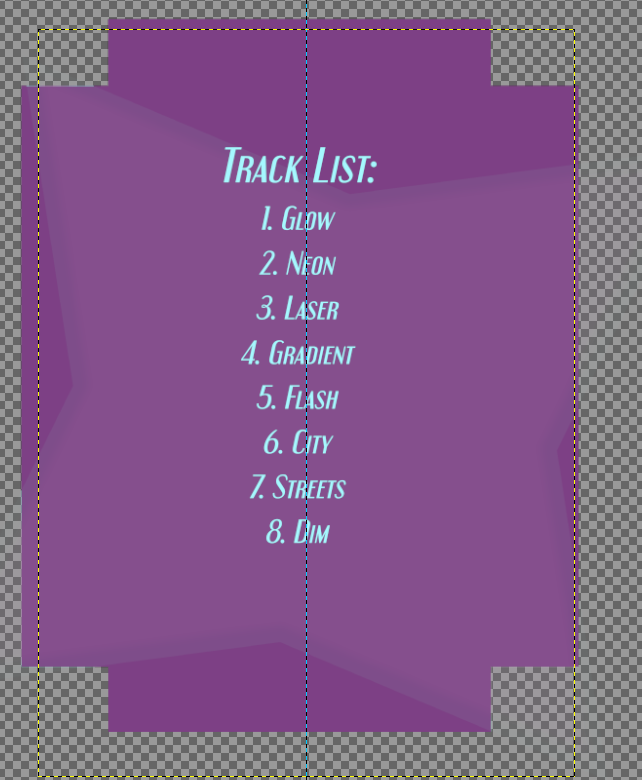 Track List:
1. Glow
2. Neon
3. Laser
4. Gradient
5. Flash
6. City
7. Streets
8. Dim